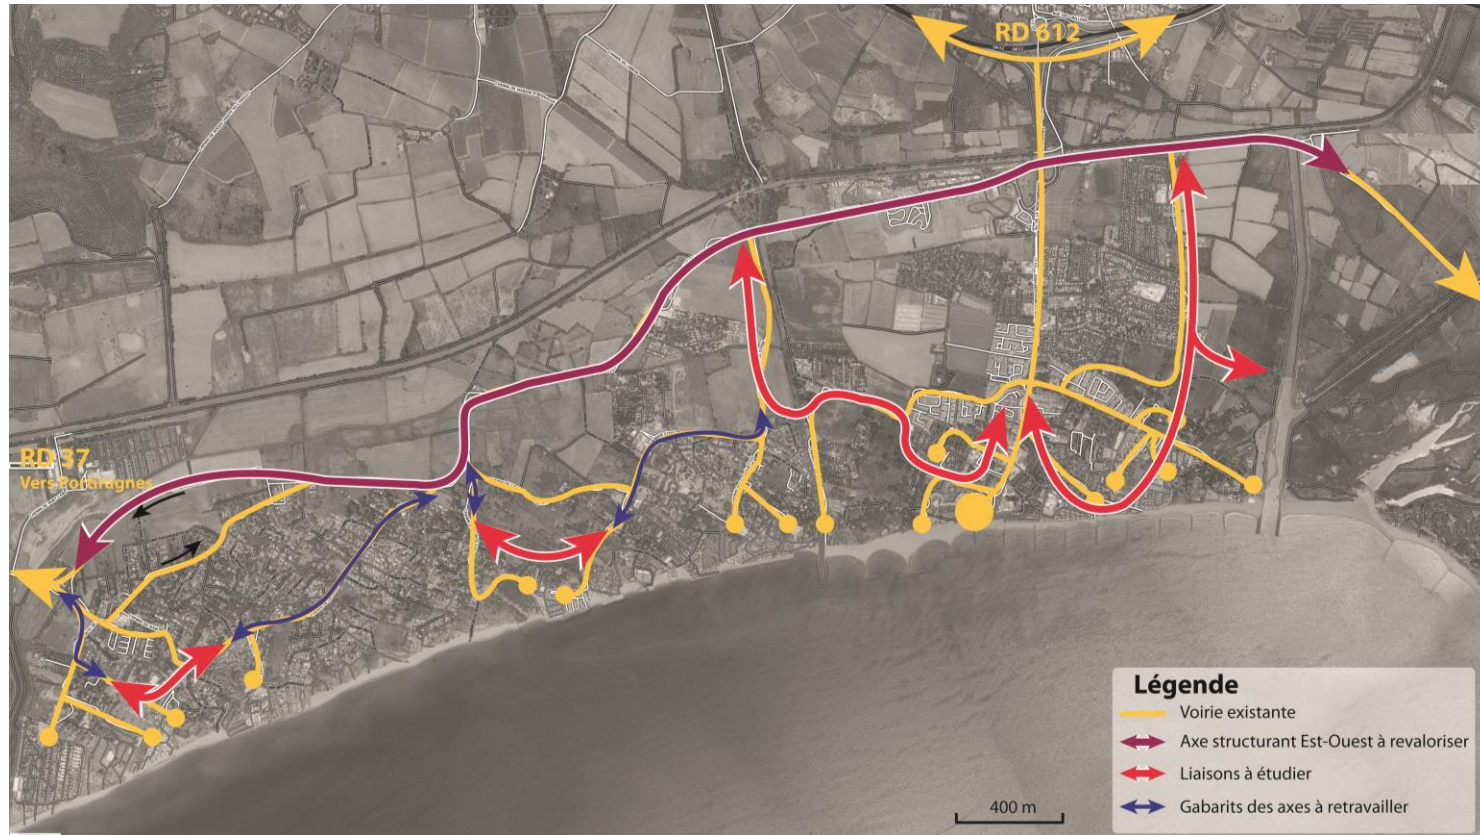 RD 612
RD 37
Vers Portiragnes
Légende
Voirie existante
Axe structurant Est-Ouest à revaloriser
Liaisons à étudier
Gabarits des axes à retravailler
400 m